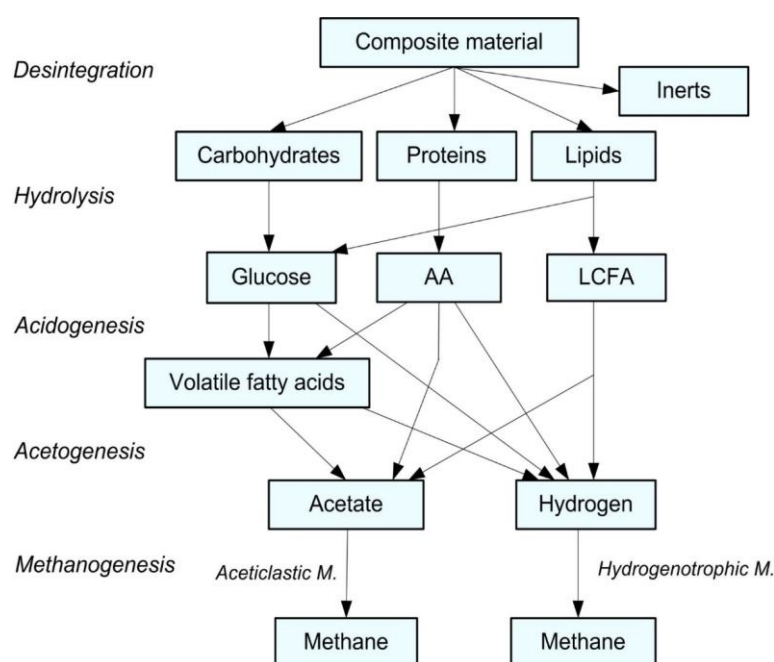 Composite material
Desintegration
Inerts
Carbohydrates
Proteins
Lipids
Hydrolysis
Glucose
AA
LCFA
Acidogenesis
Volatile fatty acids
Acetogenesis
Acetate
Hydrogen
Methanogenesis
Aceticlastic M.
Hydrogenotrophic M.
Methane
Methane